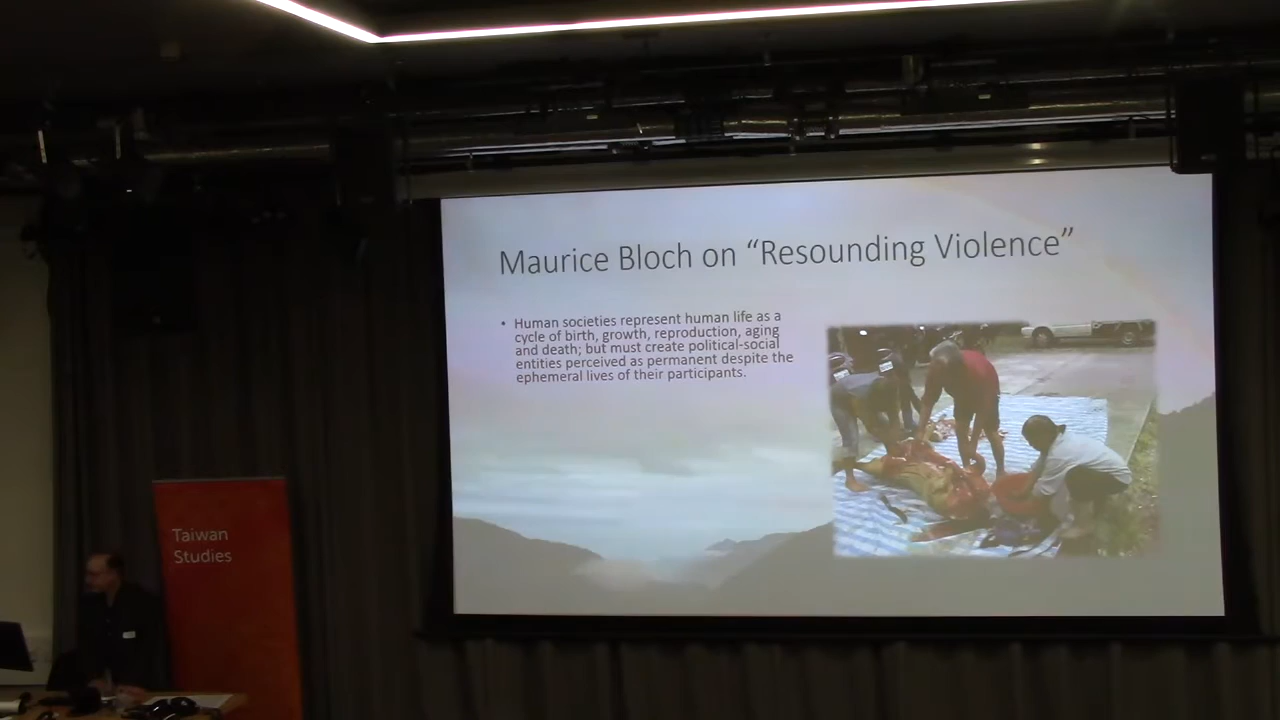 Maurice Bloch on “Resounding Violence”
• Human societies represent human life as a
cycle of birth, growth, reproduction, aging
and death; but must create political-social
entities perceived as permanent despite the
ephemeral lives of their participants.
Taiwan
Studies